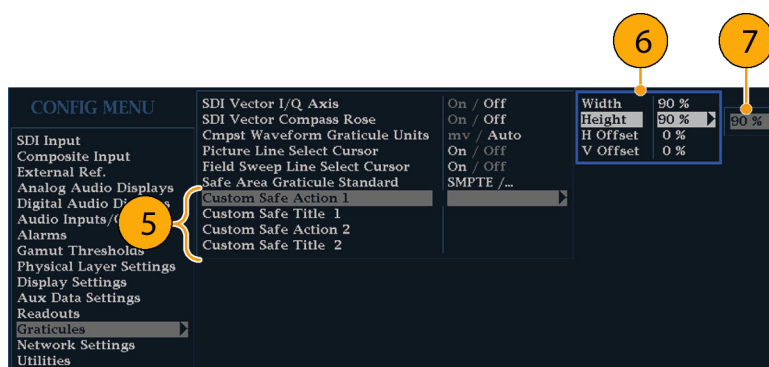 6 7
CONFIG MENU
SDI Input
Composite Input
External Ref.
Analog Audio Displays
Digital Audio
Audio Inputs/
Alarms
Gamut Thresholds
Physical Layer Settings
Display Settings
Aux Data Settings
Readouts
Graticules
Network Settings
Utilities
5
SDI Vector I/Q Axis On / Off
SDI Vector Compass Rose On / Off
Cmpst Waveform Graticule Units mv / Auto
Picture Line Select Cursor On / Off
Field Sweep Line Select Cursor On / Off
Safe Area Graticule Standard SMPTE /...
Custom Safe Action 1
Custom Safe Title 1
Custom Safe Action 2
Custom Safe Title 2
Width 90 %
Height 90 %
H Offset 0 %
V Offset 0 %
90 %